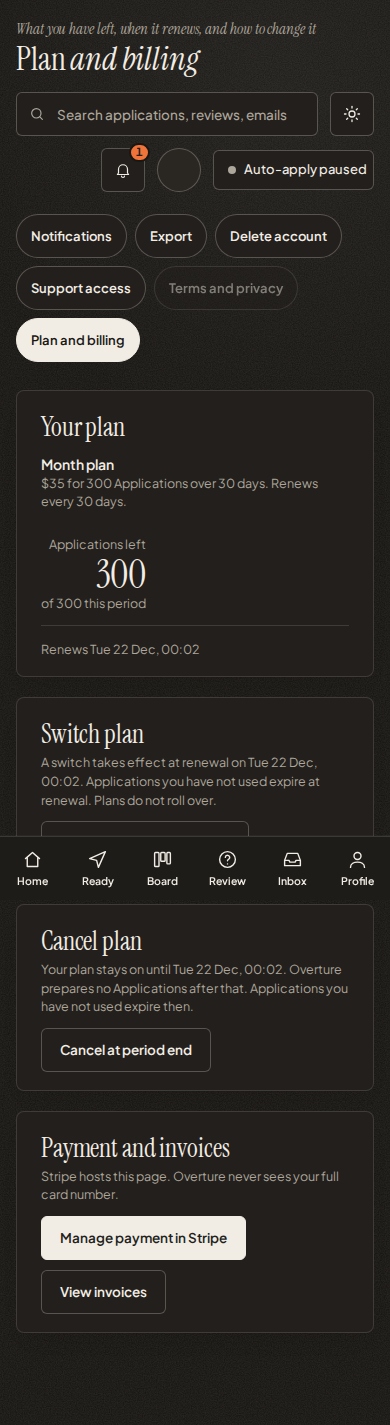 What you have left, when it renews, and how to change it
Plan and billing
Search applications, reviews, emails
1
Auto-apply paused
Notifications
Export
Delete account
Support access
Terms and privacy
Plan and billing
Your plan
Month plan
$35 for 300 Applications over 30 days. Renews
every 30 days.
Applications left
300
of 300 this period
Renews Tue 22 Dec, 00:02
Switch plan
A switch takes effect at renewal on Tue 22 Dec,
00:02. Applications you have not used expire at
renewal. Plans do not roll over.
Home
Ready
Board
Review
Inbox
Profile
Cancel plan
Your plan stays on until Tue 22 Dec, 00:02. Overture
prepares no Applications after that. Applications you
have not used expire then.
Cancel at period end
Payment and invoices
Stripe hosts this page. Overture never sees your full
card number.
Manage payment in Stripe
View invoices